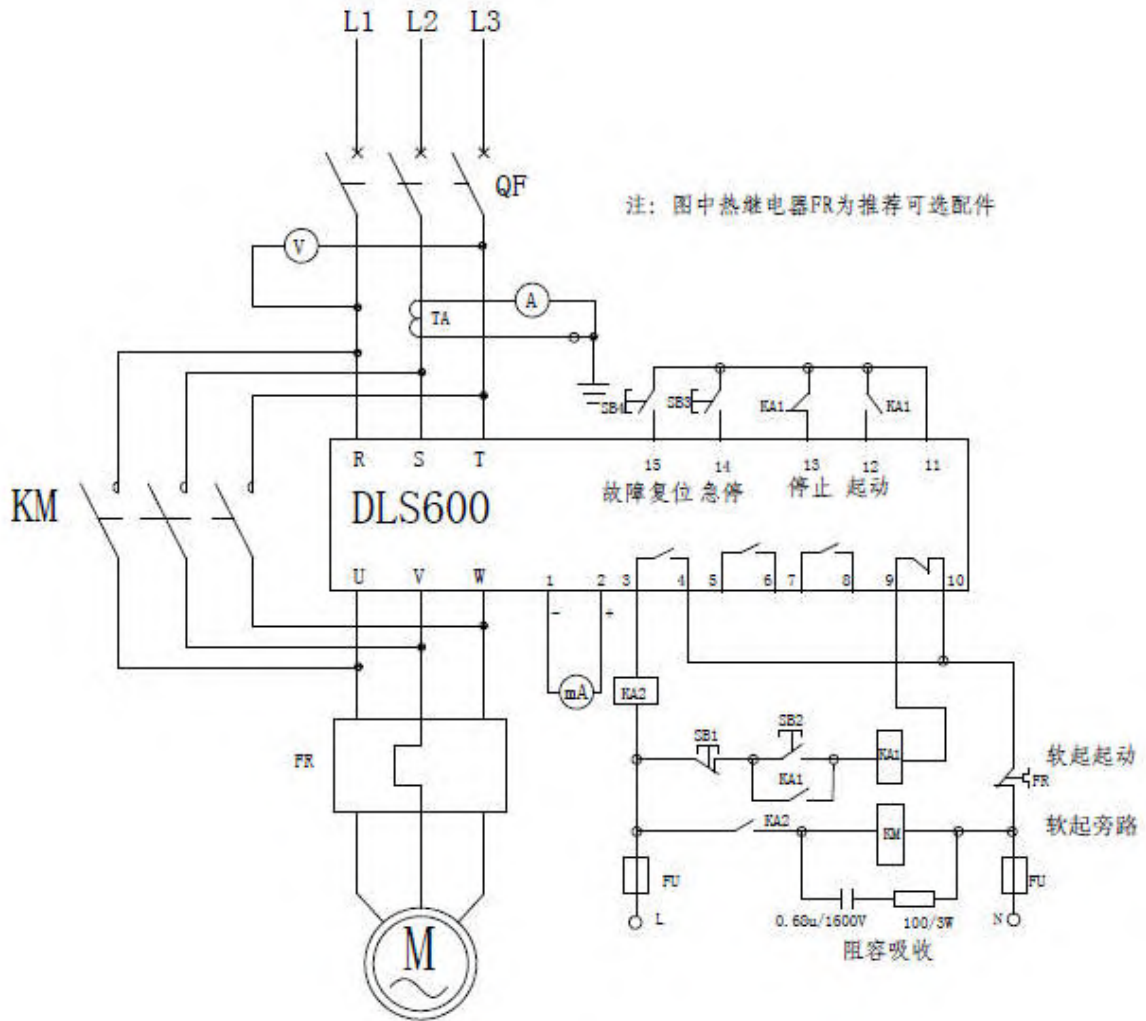 L1 L2 L3
QF
注: 图中热继电器FR为推荐可选配件
V
A
TA
SB4 SB3 KA1 KA1
R S T
15 14 13 12 11
故障复位 急停 停止 起动
KM
DLS600
U V W
1 2 3 4 5 6 7 8 9 10
- +
mA
KA2
SB1 SB2
KA1
FR
KA1
FR
软起起动
KA2
KM
软起旁路
FU
FU
L
0.68u/1600V 100/3W
N
阻容吸收
M